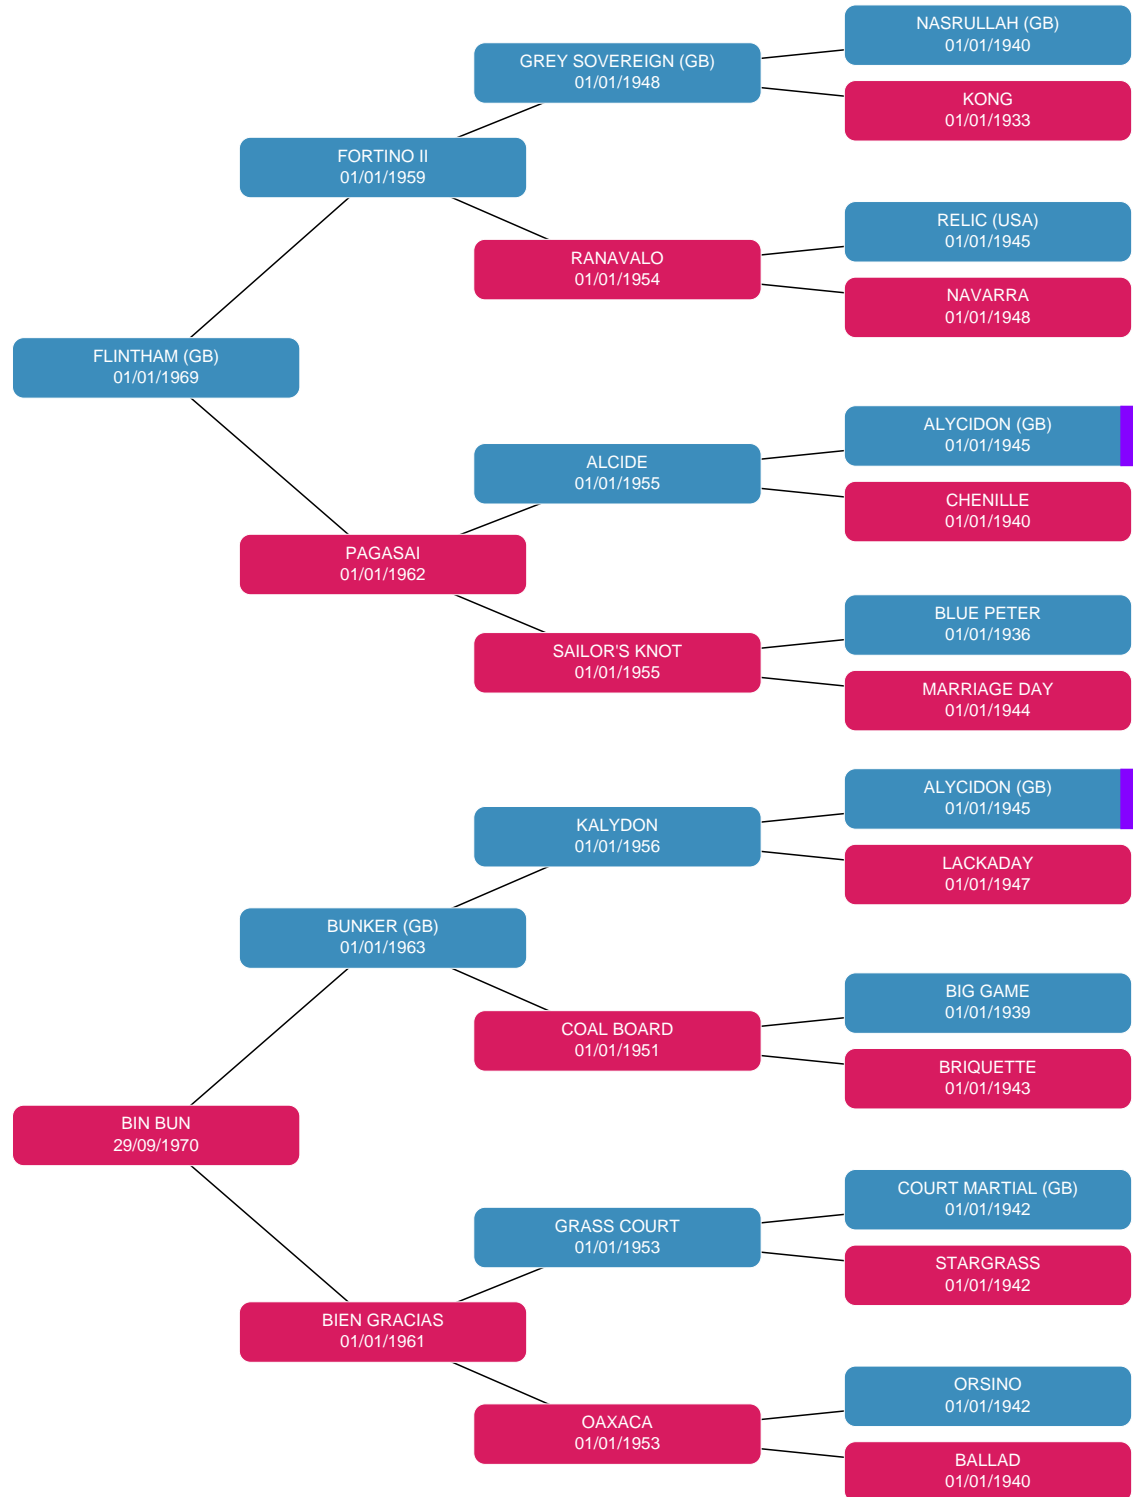 NASRULLAH (GB)
01/01/1940
GREY SOVEREIGN (GB)
01/01/1948
KONG
01/01/1933
FORTINO II
01/01/1959
RELIC (USA)
01/01/1945
RANAVALO
01/01/1954
NAVARRA
01/01/1948
FLINTHAM (GB)
01/01/1969
ALYCIDON (GB)
01/01/1945
ALCIDE
01/01/1955
CHENILLE
01/01/1940
PAGASAI
01/01/1962
BLUE PETER
01/01/1936
SAILOR'S KNOT
01/01/1955
MARRIAGE DAY
01/01/1944
ALYCIDON (GB)
01/01/1945
KALYDON
01/01/1956
LACKADAY
01/01/1947
BUNKER (GB)
01/01/1963
BIG GAME
01/01/1939
COAL BOARD
01/01/1951
BRIQUETTE
01/01/1943
BIN BUN
29/09/1970
COURT MARTIAL (GB)
01/01/1942
GRASS COURT
01/01/1953
STARGRASS
01/01/1942
BIEN GRACIAS
01/01/1961
ORSINO
01/01/1942
OAXACA
01/01/1953
BALLAD
01/01/1940